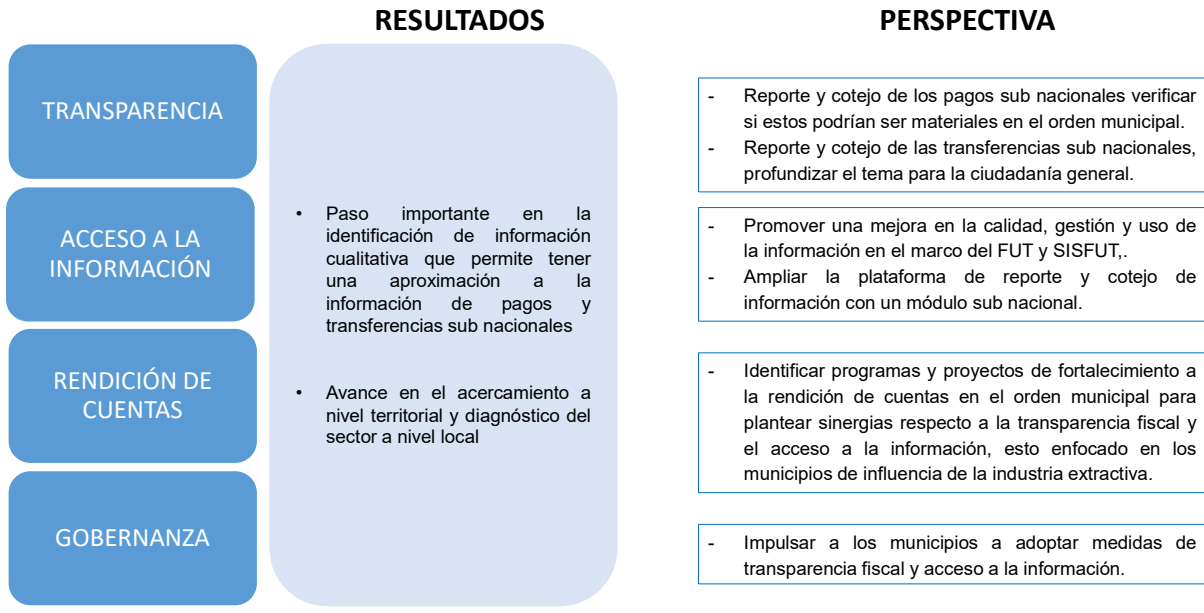 RESULTADOS
PERSPECTIVA
TRANSPARENCIA
ACCESO A LA
INFORMACIÓN
RENDICIÓN DE
CUENTAS
GOBERNANZA
• Paso importante en la
identificación de información
cualitativa que permite tener
una aproximación a la
información de pagos y
transferencias sub nacionales
• Avance en el acercamiento a
nivel territorial y diagnóstico del
sector a nivel local
- Reporte y cotejo de los pagos sub nacionales verificar
si estos podrían ser materiales en el orden municipal.
- Reporte y cotejo de las transferencias sub nacionales,
profundizar el tema para la ciudadanía general.
- Promover una mejora en la calidad, gestión y uso de
la información en el marco del FUT y SISFUT,.
- Ampliar la plataforma de reporte y cotejo de
información con un módulo sub nacional.
- Identificar programas y proyectos de fortalecimiento a
la rendición de cuentas en el orden municipal para
plantear sinergias respecto a la transparencia fiscal y
el acceso a la información, esto enfocado en los
municipios de influencia de la industria extractiva.
- Impulsar a los municipios a adoptar medidas de
transparencia fiscal y acceso a la información.